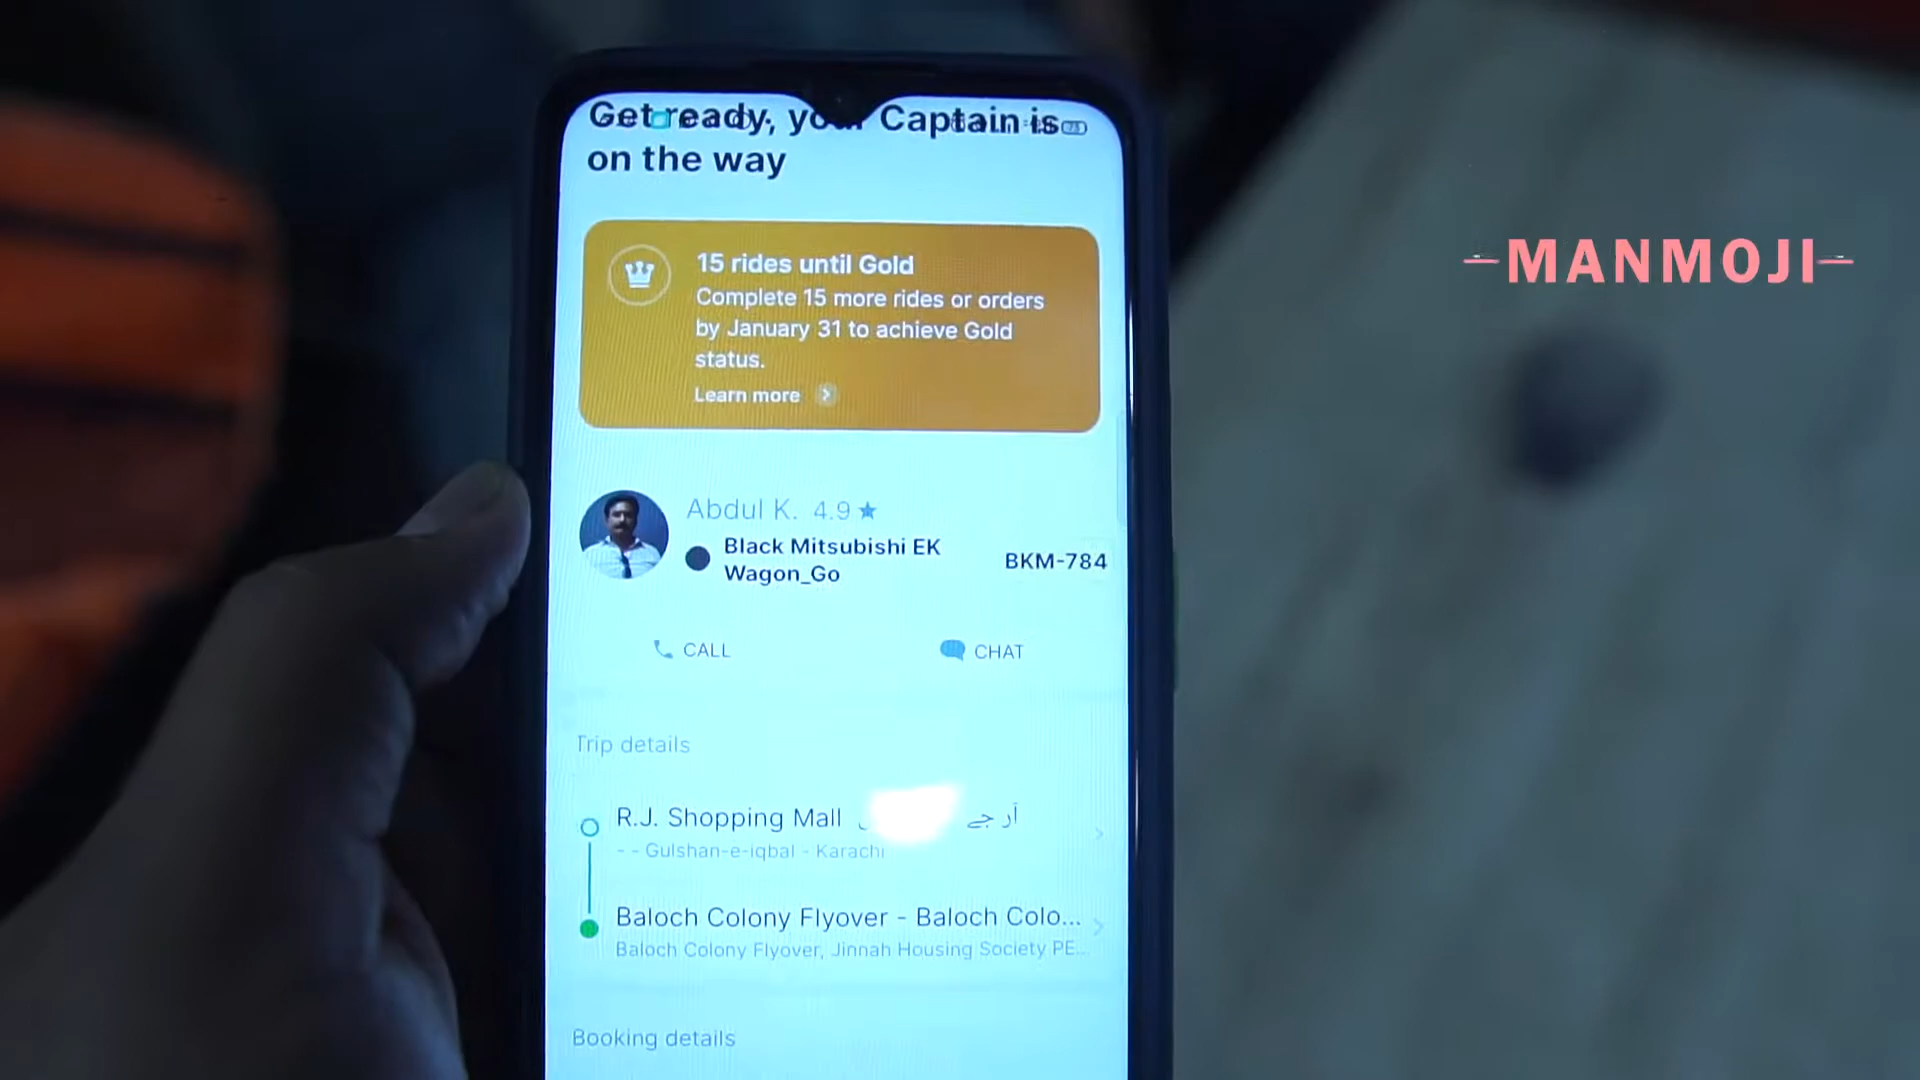 Get ready, your Captain is
on the way
MANMOJI
15 rides until Gold
Complete 15 more rides or orders
by January 31 to achieve Gold
status.
Learn more
Abdul K. 4.9
Black Mitsubishi EK
Wagon_Go
BKM-784
CALL
CHAT
Trip details
R.J. Shopping Mall آر جے
- - Gulshan-e-iqbal - Karachi
Baloch Colony Flyover - Baloch Colo...
Baloch Colony Flyover, Jinnah Housing Society PE...
Booking details